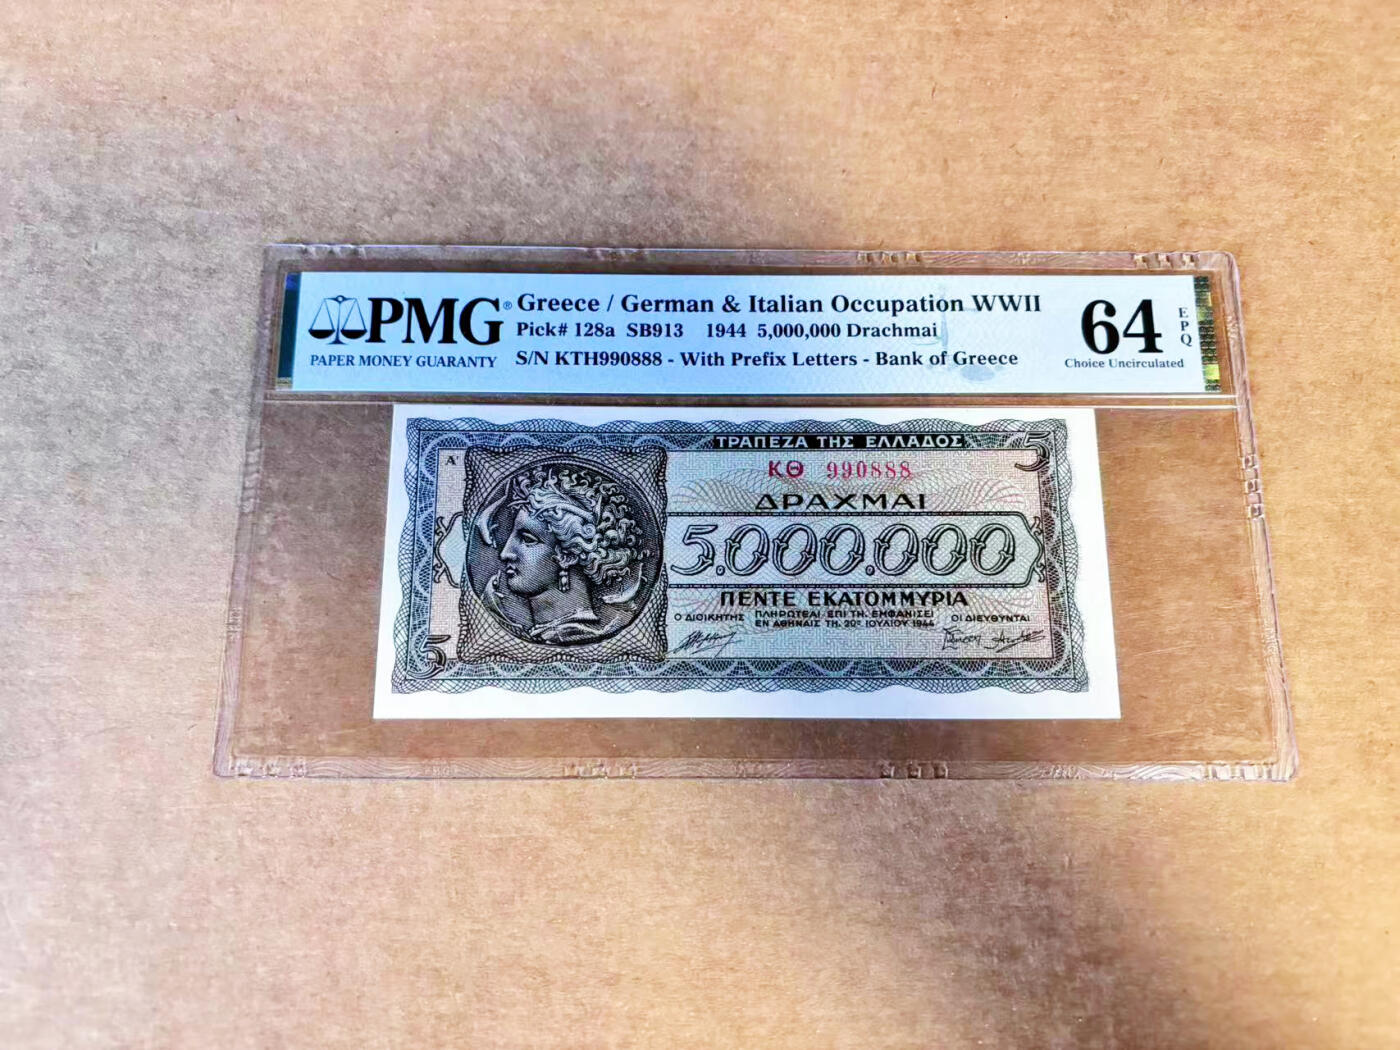 PMG®
PAPER MONEY GUARANTY
Greece / German & Italian Occupation WWII
Pick# 128a SB913 1944 5,000,000 Drachmai
S/N KTH990888 - With Prefix Letters - Bank of Greece
64
EPQ
Choice Uncirculated
ΤΡΑΠΕΖΑ ΤΗΣ ΕΛΛΑΔΟΣ
5
Α'
ΚΘ 990888
ΔΡΑΧΜΑΙ
5.000.000
ΠΕΝΤΕ ΕΚΑΤΟΜΜΥΡΙΑ
Ο ΔΙΟΙΚΗΤΗΣ ΠΛΗΡΩΤΕΑΙ ΕΠΙ ΤΗ ΕΜΦΑΝΙΣΕΙ ΟΙ ΔΙΕΥΘΥΝΤΑΙ
ΕΝ ΑΘΗΝΑΙΣ ΤΗ. 20ῌ ΙΟΥΛΙΟΥ 1944
5